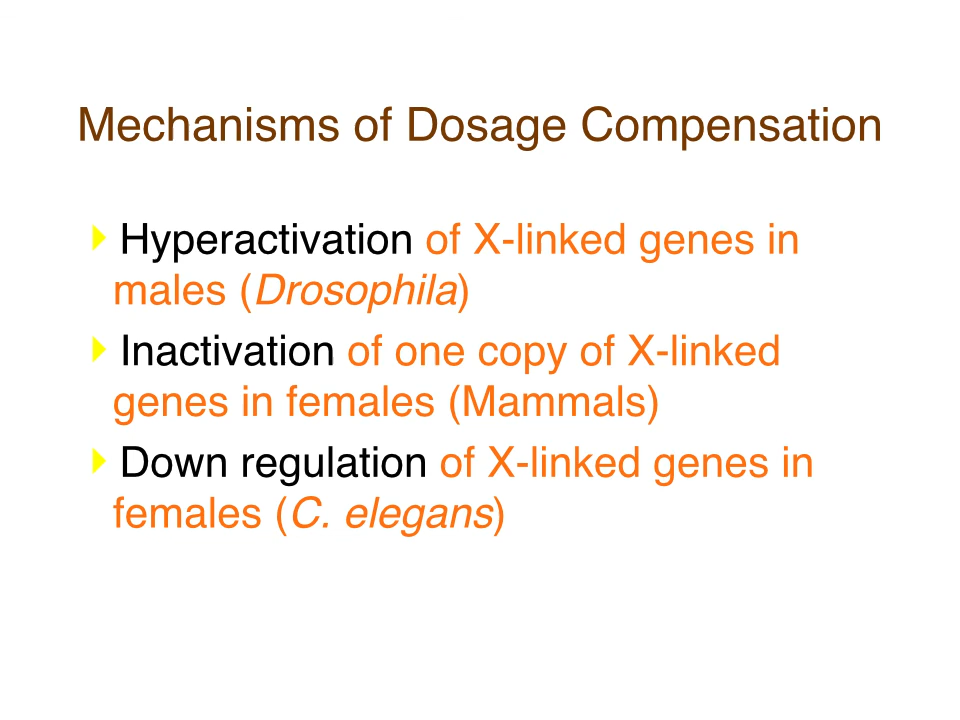 Mechanisms of Dosage Compensation
Hyperactivation of X-linked genes in
males (Drosophila)
Inactivation of one copy of X-linked
genes in females (Mammals)
Down regulation of X-linked genes in
females (C. elegans)